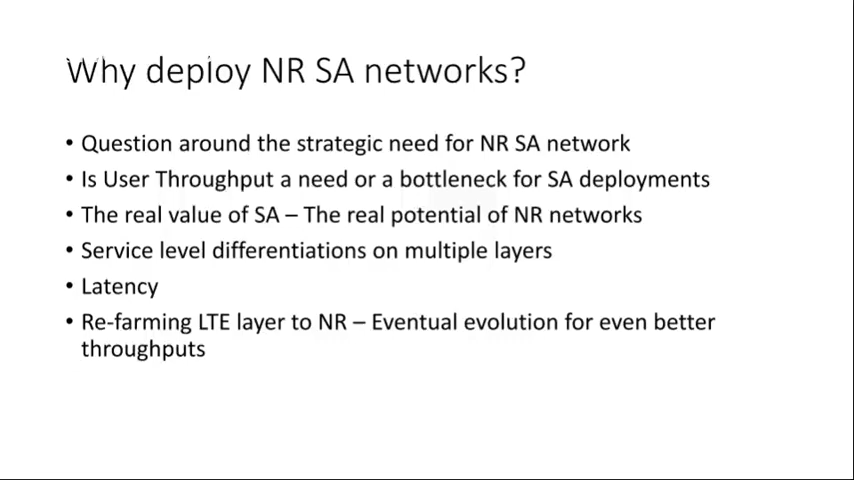 Why deploy NR SA networks?
• Question around the strategic need for NR SA network
• Is User Throughput a need or a bottleneck for SA deployments
• The real value of SA – The real potential of NR networks
• Service level differentiations on multiple layers
• Latency
• Re-farming LTE layer to NR – Eventual evolution for even better
throughputs